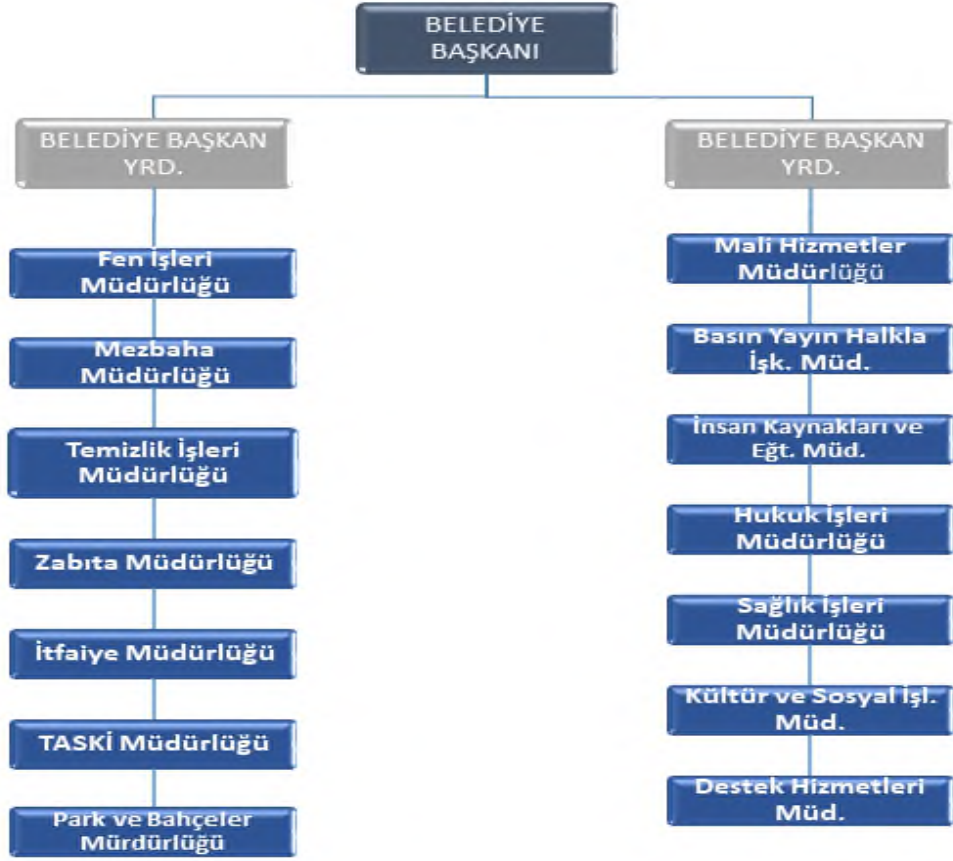 BELEDİYE
BAŞKANI
BELEDİYE BAŞKAN
YRD.
Fen İşleri
Müdürlüğü
Mezbaha
Müdürlüğü
Temizlik İşleri
Müdürlüğü
Zabıta Müdürlüğü
İtfaiye Müdürlüğü
TASKİ Müdürlüğü
Park ve Bahçeler
Mürdürlüğü
BELEDİYE BAŞKAN
YRD.
Mali Hizmetler
Müdürlüğü
Basın Yayın Halkla
İşk. Müd.
İnsan Kaynakları ve
Eğt. Müd.
Hukuk İşleri
Müdürlüğü
Sağlık İşleri
Müdürlüğü
Kültür ve Sosyal İşl.
Müd.
Destek Hizmetleri
Müd.